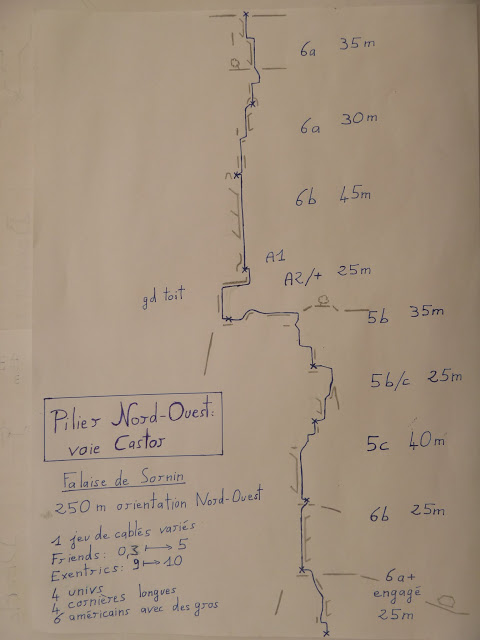 6a 35m
6a 30m
6b 45m
A1
A2/+ 25m
gd toit
5b 35m
5b/c 25m
5c 40m
6b 25m
6a+
engagé
25m
Pilier Nord-Ouest:
voie Castor
Falaise de Sornin
250 m orientation Nord-Ouest
1 jeu de cablés variés
Friends: 0,3 ↦ 5
Exentrics: 9 ↦ 10
4 univs
4 cornières longues
6 américains avec des gros